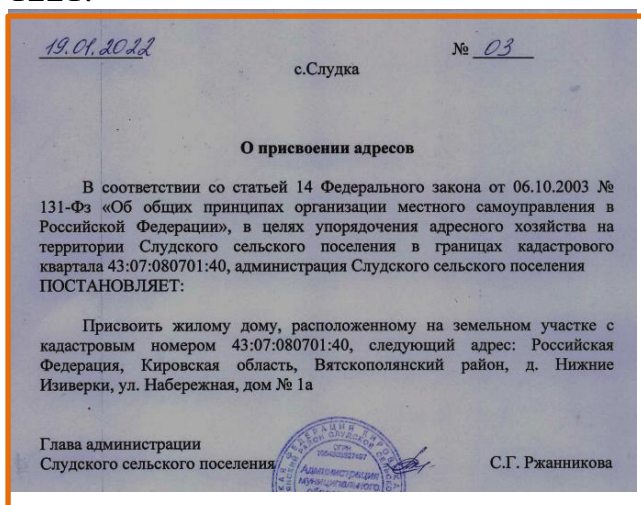 19.01.2022 № 03
с.Слудка
О присвоении адресов
В соответствии со статьей 14 Федерального закона от 06.10.2003 №
131-Фз «Об общих принципах организации местного самоуправления в
Российской Федерации», в целях упорядочения адресного хозяйства на
территории Слудского сельского поселения в границах кадастрового
квартала 43:07:080701:40, администрация Слудского сельского поселения
ПОСТАНОВЛЯЕТ:
Присвоить жилому дому, расположенному на земельном участке с
кадастровым номером 43:07:080701:40, следующий адрес: Российская
Федерация, Кировская область, Вятскополянский район, д. Нижние
Изиверки, ул. Набережная, дом № 1а
Глава администрации
Слудского сельского поселения С.Г. Ржанникова
Администрация
муниципального